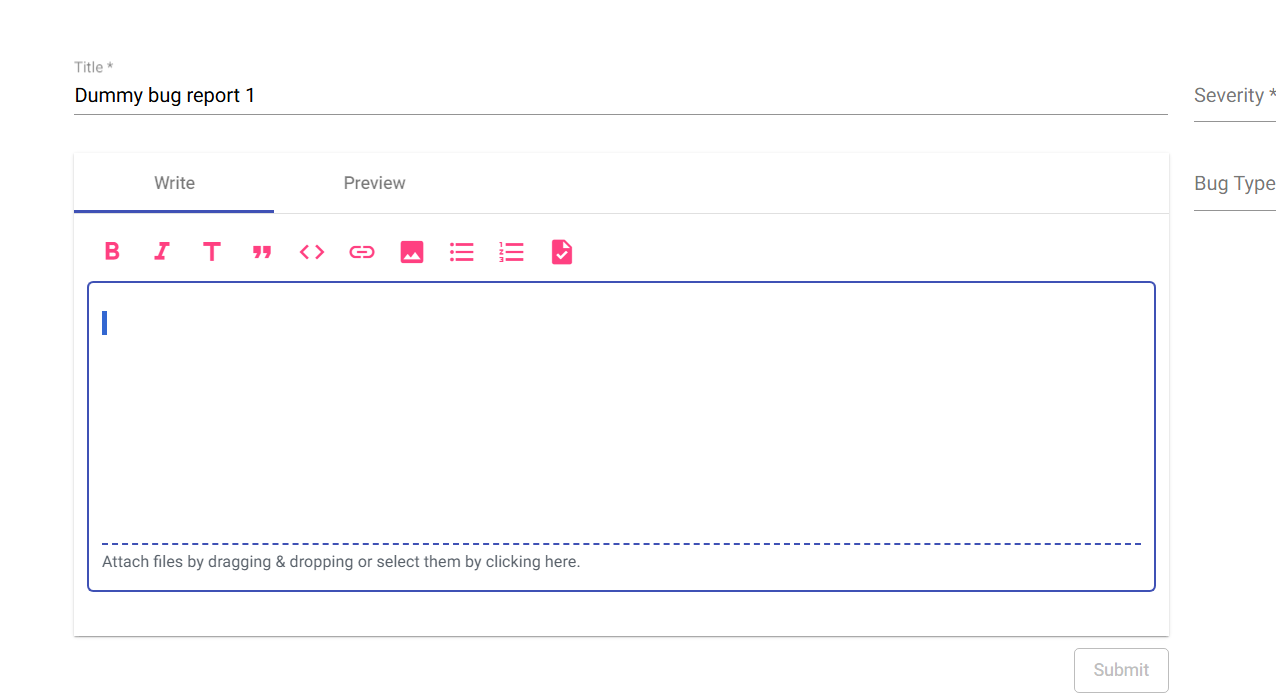 Title *
Dummy bug report 1
Severity *
Write
Preview
Bug Type
Attach files by dragging & dropping or select them by clicking here.
Submit